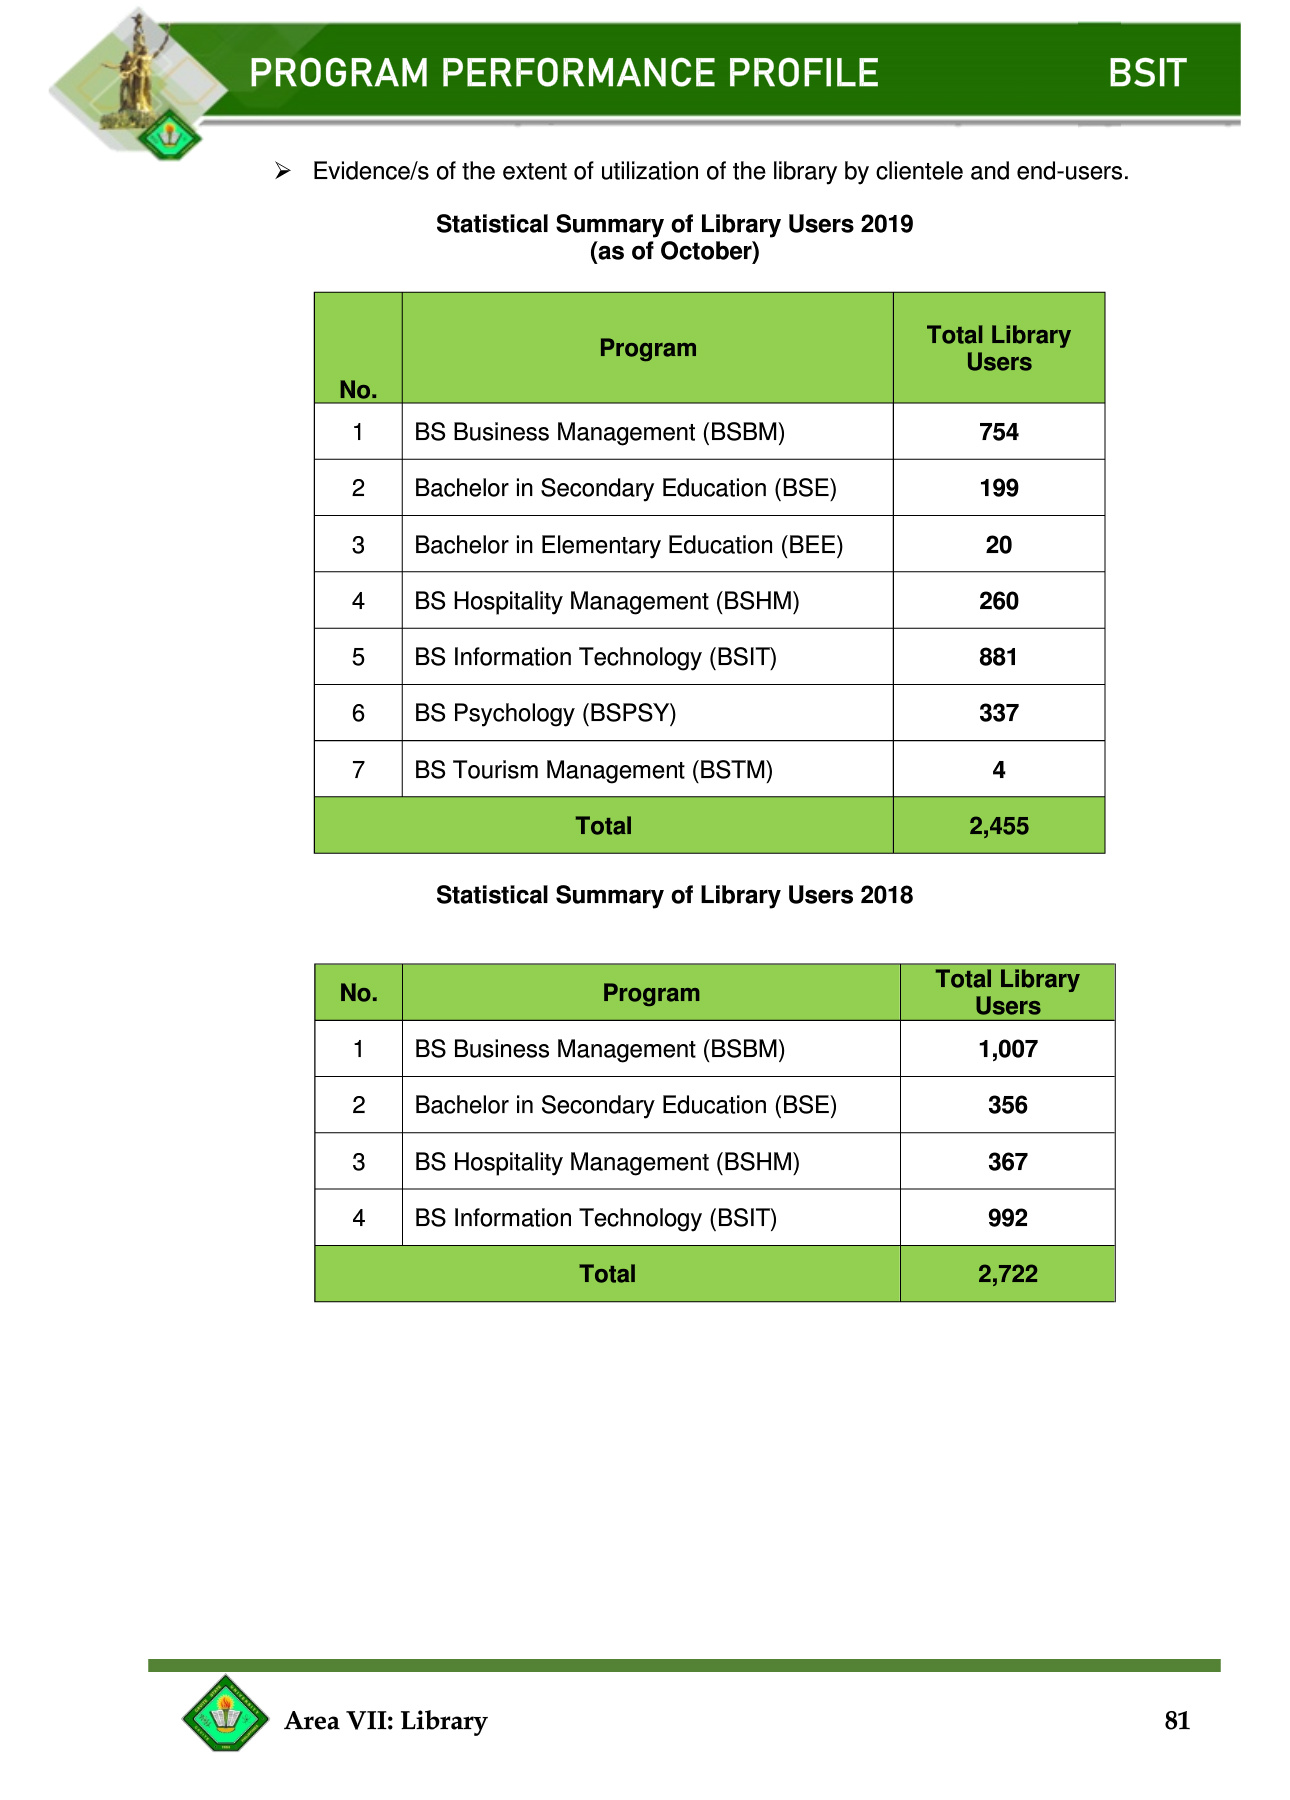 PROGRAM PERFORMANCE PROFILE BSIT
➢ Evidence/s of the extent of utilization of the library by clientele and end-users.
Statistical Summary of Library Users 2019
(as of October)
No. Program Total Library Users
1 BS Business Management (BSBM) 754
2 Bachelor in Secondary Education (BSE) 199
3 Bachelor in Elementary Education (BEE) 20
4 BS Hospitality Management (BSHM) 260
5 BS Information Technology (BSIT) 881
6 BS Psychology (BSPSY) 337
7 BS Tourism Management (BSTM) 4
Total 2,455
Statistical Summary of Library Users 2018
No. Program Total Library Users
1 BS Business Management (BSBM) 1,007
2 Bachelor in Secondary Education (BSE) 356
3 BS Hospitality Management (BSHM) 367
4 BS Information Technology (BSIT) 992
Total 2,722
Area VII: Library 81